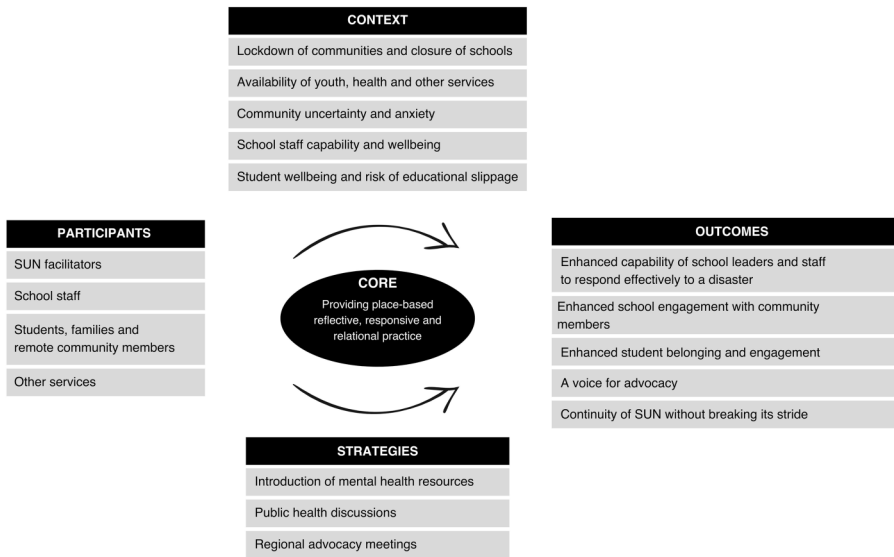 CONTEXT
Lockdown of communities and closure of schools
Availability of youth, health and other services
Community uncertainty and anxiety
School staff capability and wellbeing
Student wellbeing and risk of educational slippage
PARTICIPANTS
SUN facilitators
School staff
Students, families and
remote community members
Other services
CORE
Providing place-based
reflective, responsive and
relational practice
OUTCOMES
Enhanced capability of school leaders and staff
to respond effectively to a disaster
Enhanced school engagement with community
members
Enhanced student belonging and engagement
A voice for advocacy
Continuity of SUN without breaking its stride
STRATEGIES
Introduction of mental health resources
Public health discussions
Regional advocacy meetings